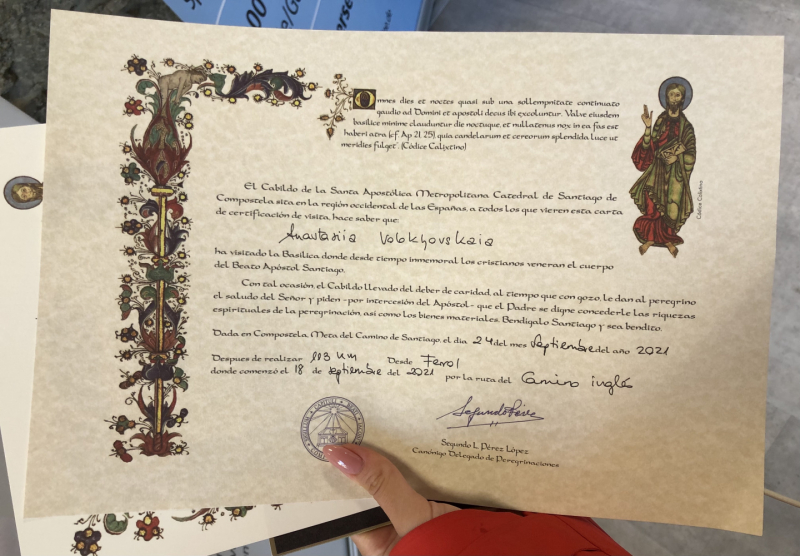 Omnes dies et noctes quasi sub una sollempnitate continuato
gaudio ad Domini et apostoli decus ibi excoluntur. Valve eiusdem
basilice minime clauduntur die noctuque, et nullatenus nox in ea fas est
haberi atra (cf. Ap 21, 25), quia candelarum et cereorum splendida luce ut
meridies fulget. (Códice Calixtino)
Códice Calixtino
El Cabildo de la Santa Apostólica Metropolitana Catedral de Santiago de
Compostela sita en la región occidental de las Españas, a todos los que vieren esta carta
de certificación de visita, hace saber que:
Anastasiia Volokhovskaia
ha visitado la Basílica donde desde tiempo inmemorial los cristianos veneran el cuerpo
del Beato Apóstol Santiago.
Con tal ocasión, el Cabildo llevado del deber de caridad, al tiempo que con gozo, le dan al peregrino
el saludo del Señor y piden -por intercesión del Apóstol- que el Padre se digne concederle las riquezas
espirituales de la peregrinación, así como los bienes materiales. Bendígalo Santiago y sea bendito.
Dada en Compostela, Meta del Camino de Santiago, el día 24 del mes Septiembre del año 2021
Despues de realizar 113 km Desde Ferrol
donde comenzó el 18 de septiembre del 2021 por la ruta del Camino inglés
Segundo L. Pérez López
Canónigo Delegado de Peregrinaciones